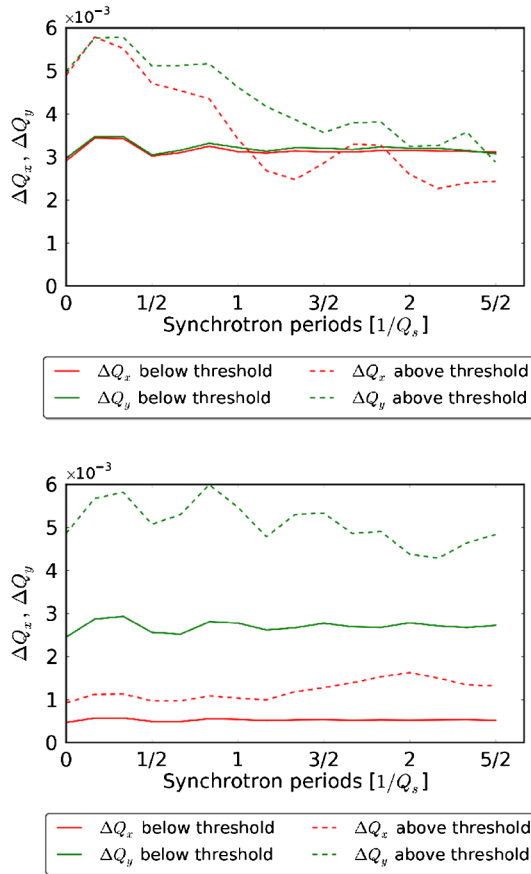 ×10⁻³
6
5
4
3
2
1
0
ΔQx, ΔQy
0 1/2 1 3/2 2 5/2
Synchrotron periods [1/Qs]
ΔQx below threshold ΔQx above threshold
ΔQy below threshold ΔQy above threshold
×10⁻³
6
5
4
3
2
1
0
ΔQx, ΔQy
0 1/2 1 3/2 2 5/2
Synchrotron periods [1/Qs]
ΔQx below threshold ΔQx above threshold
ΔQy below threshold ΔQy above threshold